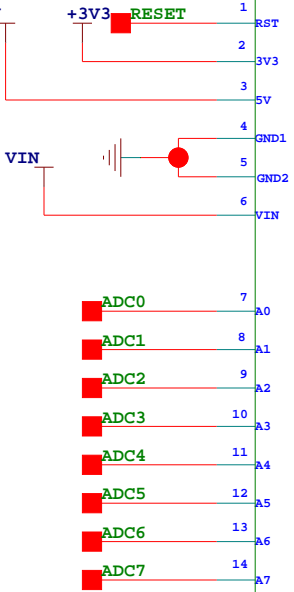 +3V3 RESET 1 RST
2 3V3
3 5V
4 GND1
VIN 5 GND2
6 VIN
ADC0 7 A0
ADC1 8 A1
ADC2 9 A2
ADC3 10 A3
ADC4 11 A4
ADC5 12 A5
ADC6 13 A6
ADC7 14 A7